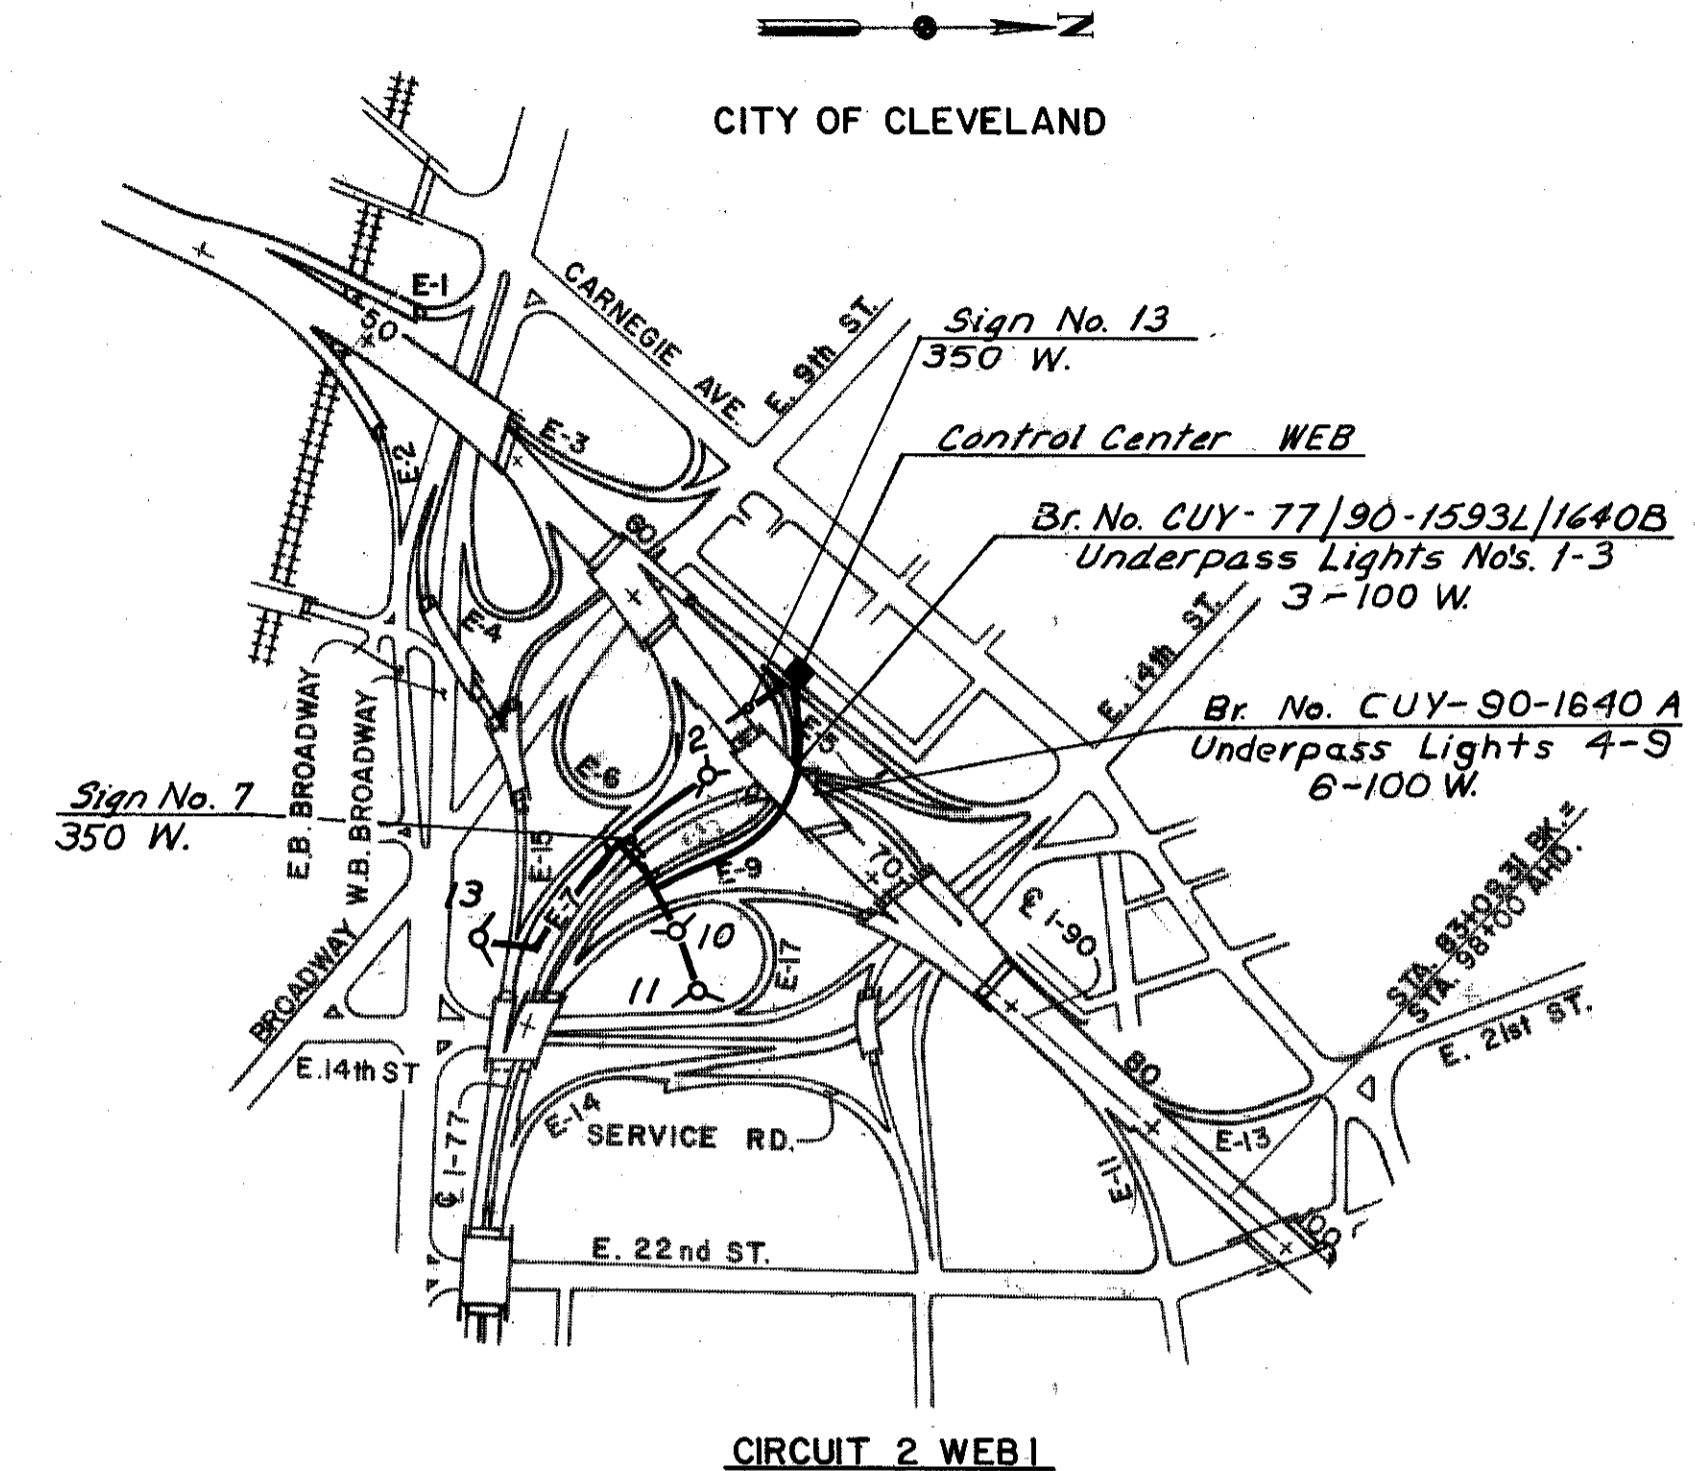 N
CITY OF CLEVELAND
E-1
50
CARNEGIE AVE.
E. 9th ST.
Sign No. 13
350 W.
E-3
E-2
Control Center WEB
60
Br. No. CUY-77/90-1593L/1640B
Underpass Lights No's. 1-3
3-100 W.
E-4
E. 14th ST.
E.B. BROADWAY
W.B. BROADWAY
Br. No. CUY-90-1640 A
Underpass Lights 4-9
6-100 W.
E-5
2
E-6
Sign No. 7
350 W.
E-15
E-9
70
13
E-7
10
11
E-17
℄ I-90
STA. 83+08.31 BK.=
STA. 98+00 AHD.
BROADWAY
E. 14th ST
E. 21st ST.
80
E-14
SERVICE RD.
E-13
E-11
℄ I-77
E. 22nd ST.
CIRCUIT 2 WEB1